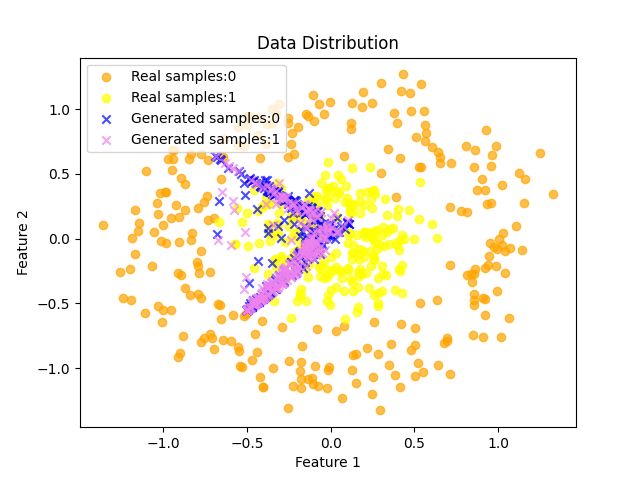 Data Distribution
Real samples:0
Real samples:1
Generated samples:0
Generated samples:1
Feature 2
1.0
0.5
0.0
−0.5
−1.0
−1.0 −0.5 0.0 0.5 1.0
Feature 1